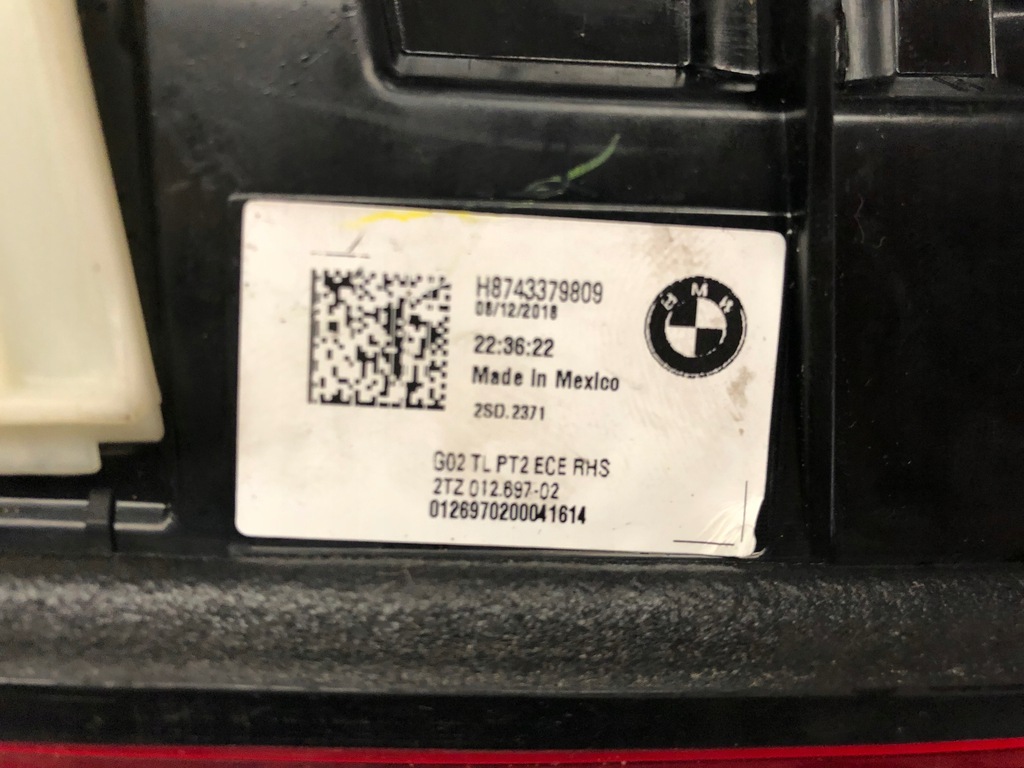 H8743379809
08/12/2018
22:36:22
Made In Mexico
2SD.2371
BMW
G02 TL PT2 ECE RHS
2TZ 012.697-02
0126970200041614